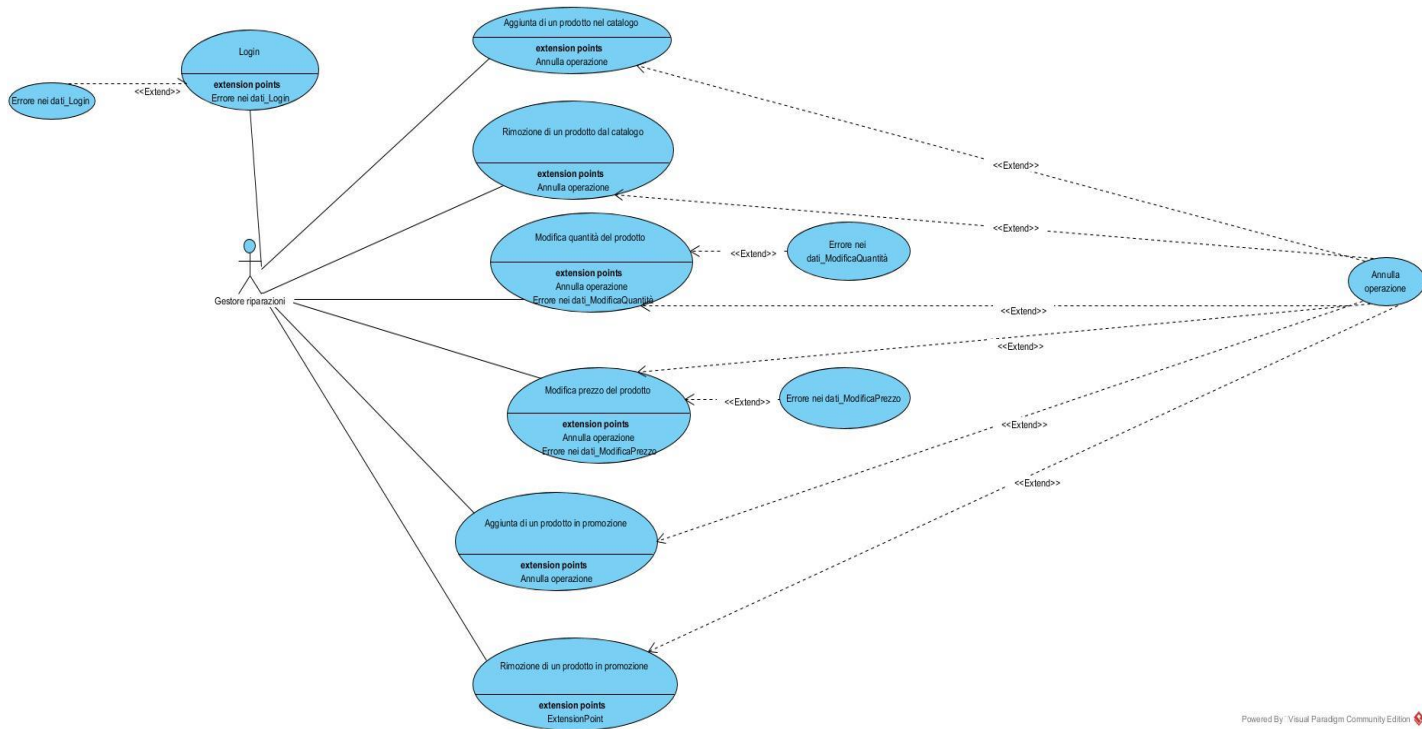 Aggiunta di un prodotto nel catalogo
extension points
Annulla operazione
Login
extension points
Errore nei dati_Login
<<Extend>>
Errore nei dati_Login
Rimozione di un prodotto dal catalogo
extension points
Annulla operazione
<<Extend>>
<<Extend>>
Modifica quantità del prodotto
extension points
Annulla operazione
Errore nei dati_ModificaQuantità
<<Extend>>
Errore nei
dati_ModificaQuantità
Annulla
operazione
Gestore riparazioni
<<Extend>>
<<Extend>>
Modifica prezzo del prodotto
extension points
Annulla operazione
Errore nei dati_ModificaPrezzo
<<Extend>>
Errore nei dati_ModificaPrezzo
<<Extend>>
<<Extend>>
Aggiunta di un prodotto in promozione
extension points
Annulla operazione
Rimozione di un prodotto in promozione
extension points
ExtensionPoint
Powered By Visual Paradigm Community Edition